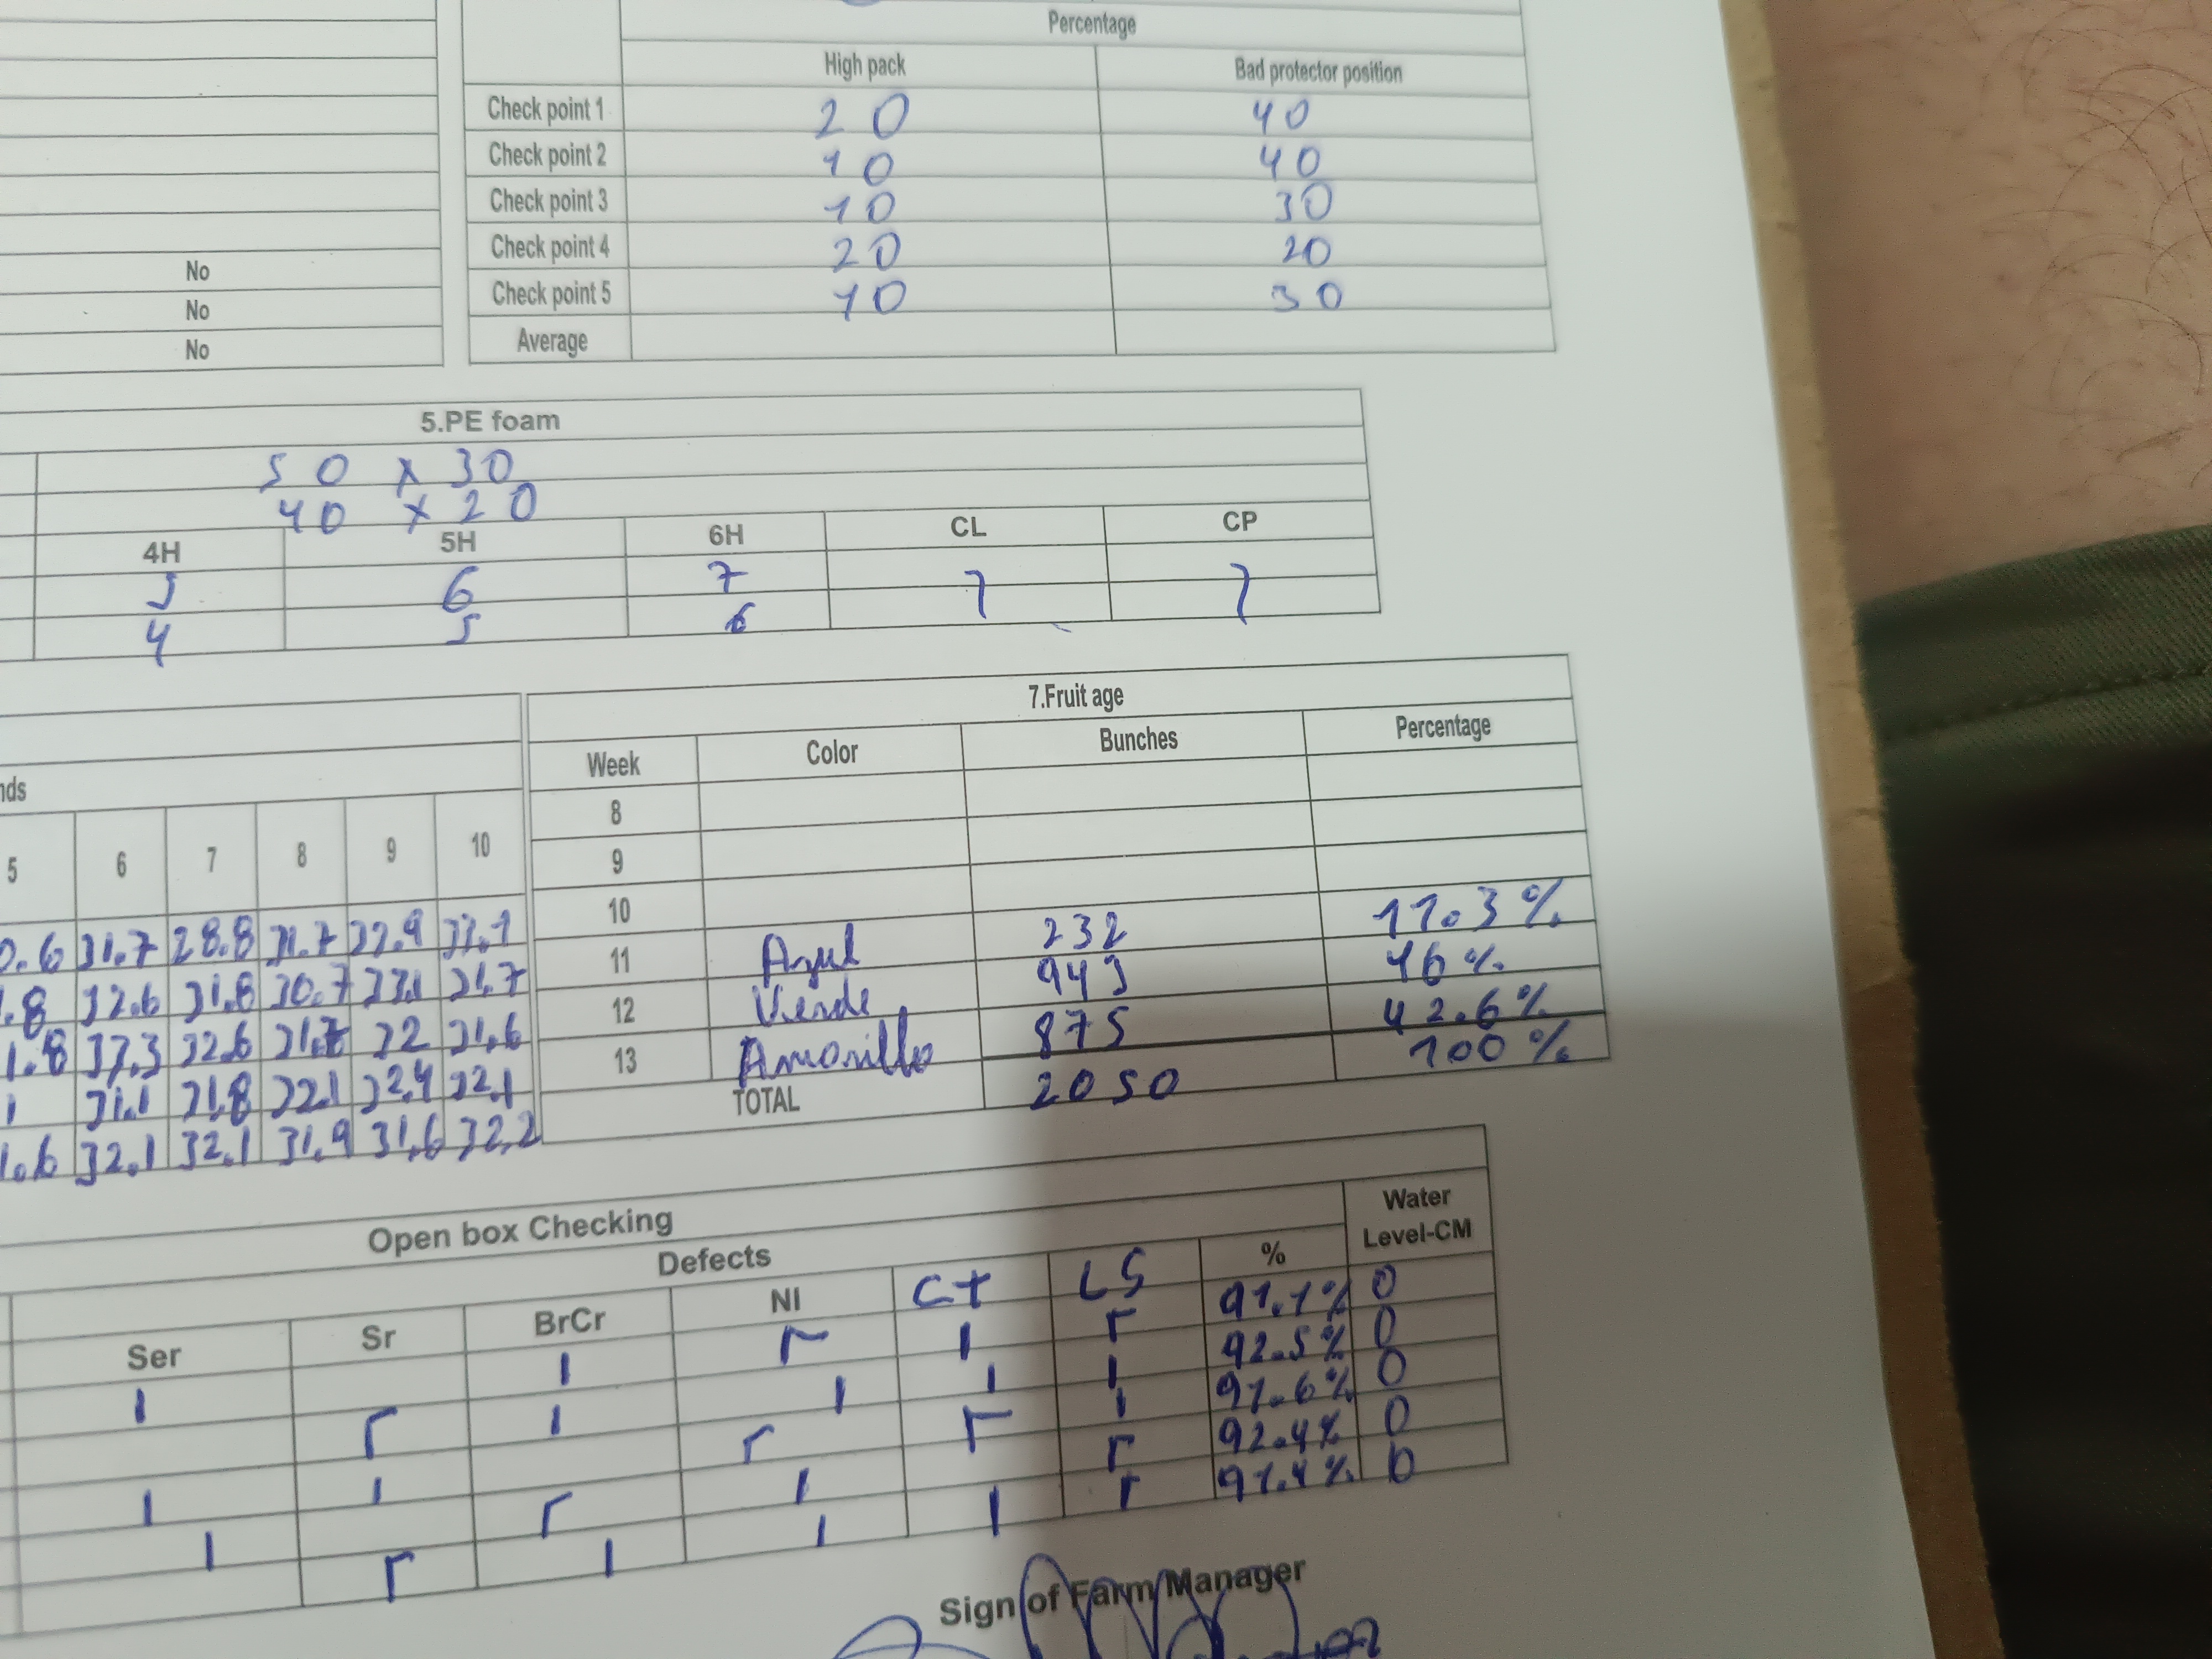 Percentage
High pack Bad protector position
Check point 1 20 40
Check point 2 10 40
Check point 3 10 30
Check point 4 20 20
Check point 5 10 30
Average
No
No
No
5.PE foam
50 x 30
40 x 20
4H 5H 6H CL CP
5 6 7 7 7
4 5 6
nds
5 6 7 8 9 10
0.6 31.7 28.8 31.7 32.9 33.1
1.8 32.6 31.8 30.7 33.1 31.7
1.8 33.3 32.6 31.7 32 31.6
1 31.1 31.8 32.1 32.4 32.1
1.6 32.1 32.1 31.9 31.6 32.2
7.Fruit age
Week Color Bunches Percentage
8
9
10
11 Azul 232 11.3%
12 Verde 943 46%
13 Amarillo 875 42.6%
TOTAL 2050 100%
Open box Checking
Defects
Water Level-CM
Ser Sr BrCr NI CT LS %
91.1% 0
92.5% 0
91.6% 0
92.4% 0
91.4% 0
Sign of Farm Manager